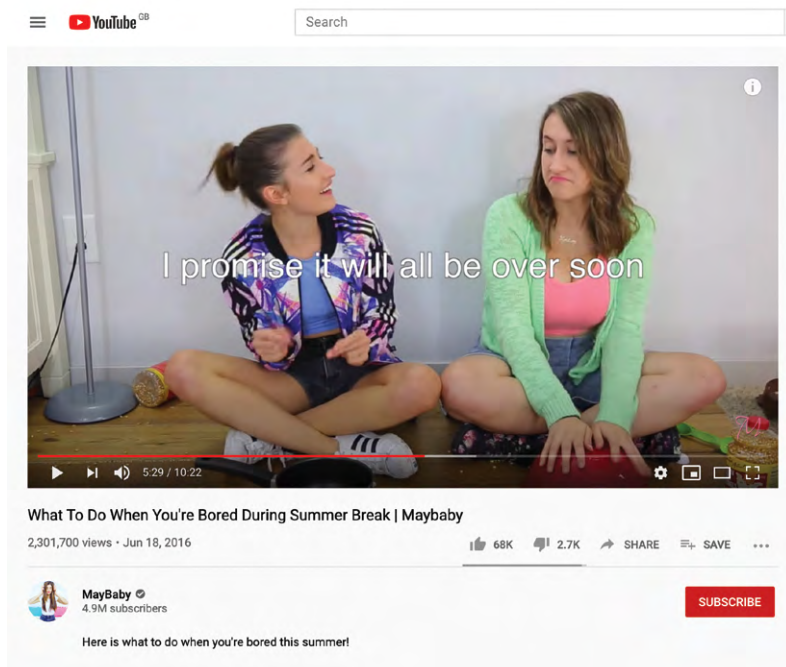 YouTube GB
Search
i
I promise it will all be over soon
5:29 / 10:22
What To Do When You're Bored During Summer Break | Maybaby
2,301,700 views • Jun 18, 2016
68K 2.7K SHARE SAVE
MayBaby
4.9M subscribers
SUBSCRIBE
Here is what to do when you're bored this summer!